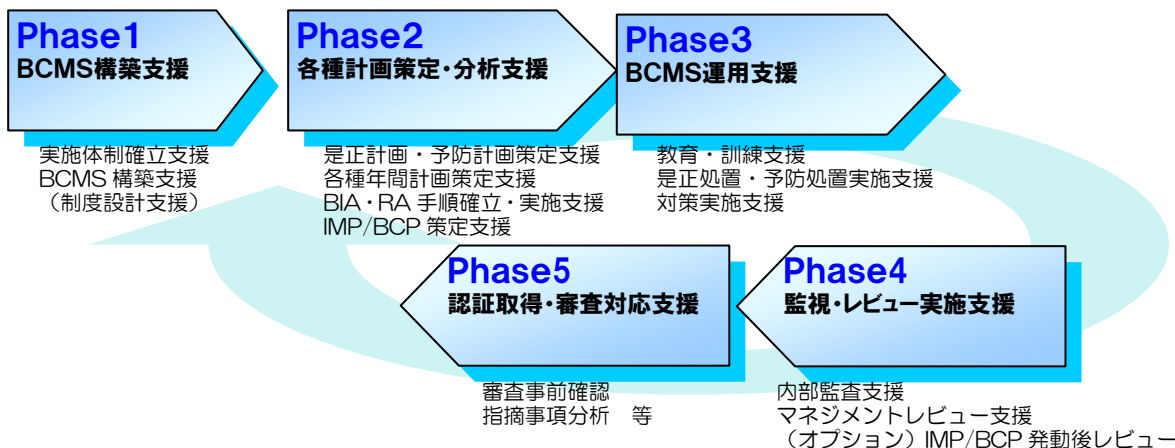 Phase1
BCMS構築支援
実施体制確立支援
BCMS 構築支援
（制度設計支援）
Phase2
各種計画策定・分析支援
是正計画・予防計画策定支援
各種年間計画策定支援
BIA・RA 手順確立・実施支援
IMP/BCP 策定支援
Phase3
BCMS運用支援
教育・訓練支援
是正処置・予防処置実施支援
対策実施支援
Phase4
監視・レビュー実施支援
内部監査支援
マネジメントレビュー支援
（オプション）IMP/BCP 発動後レビュー
Phase5
認証取得・審査対応支援
審査事前確認
指摘事項分析　等